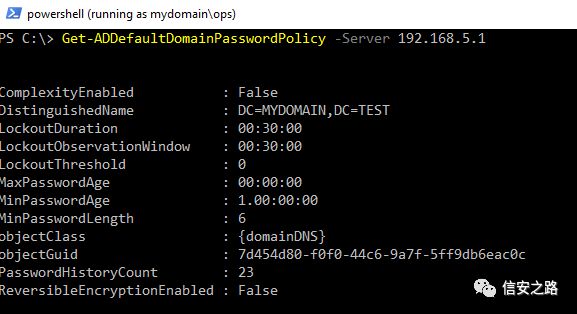 powershell (running as mydomain\ops)
PS C:\> Get-ADDefaultDomainPasswordPolicy -Server 192.168.5.1
ComplexityEnabled : False
DistinguishedName : DC=MYDOMAIN,DC=TEST
LockoutDuration : 00:30:00
LockoutObservationWindow : 00:30:00
LockoutThreshold : 0
MaxPasswordAge : 00:00:00
MinPasswordAge : 1.00:00:00
MinPasswordLength : 6
objectClass : {domainDNS}
objectGuid : 7d454d80-f0f0-44c6-9a7f-5ff9db6eac0c
PasswordHistoryCount : 23
ReversibleEncryptionEnabled : False
信安之路